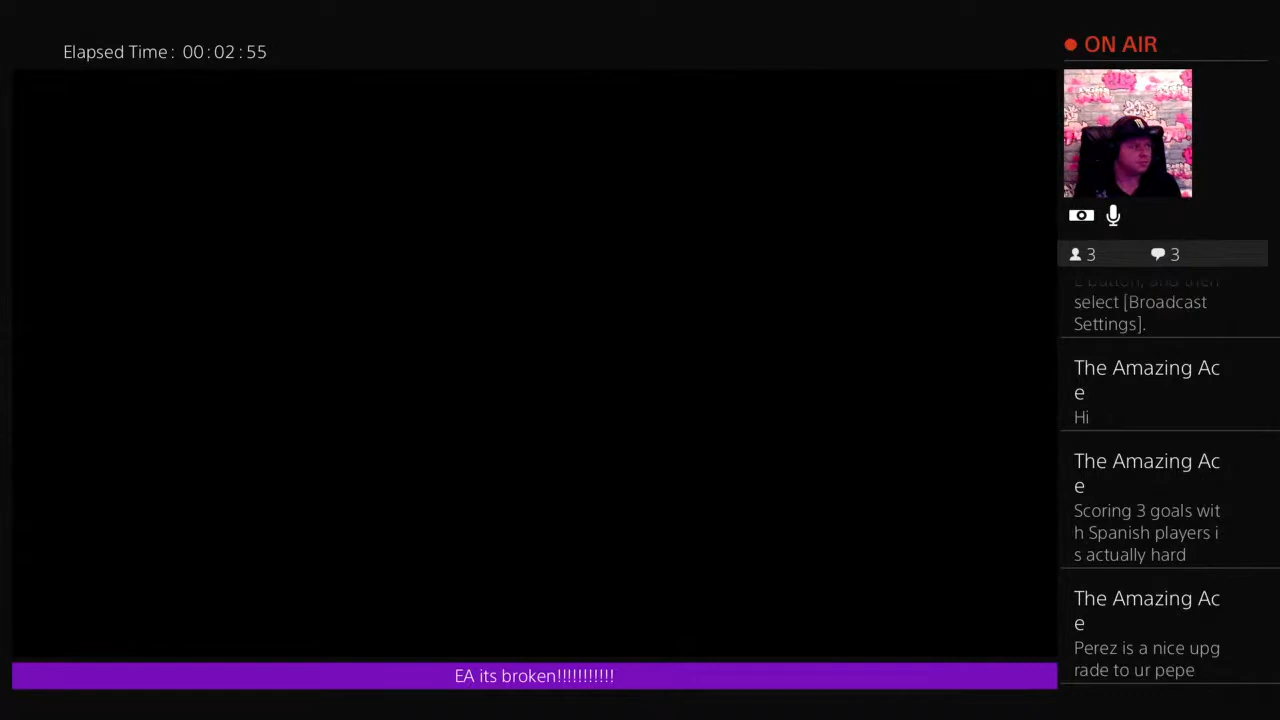 Elapsed Time: 00:02:55
ON AIR
3
3
select [Broadcast
Settings].
The Amazing Ac
e
Hi
The Amazing Ac
e
Scoring 3 goals wit
h Spanish players i
s actually hard
The Amazing Ac
e
Perez is a nice upg
rade to ur pepe
EA its broken!!!!!!!!!!!